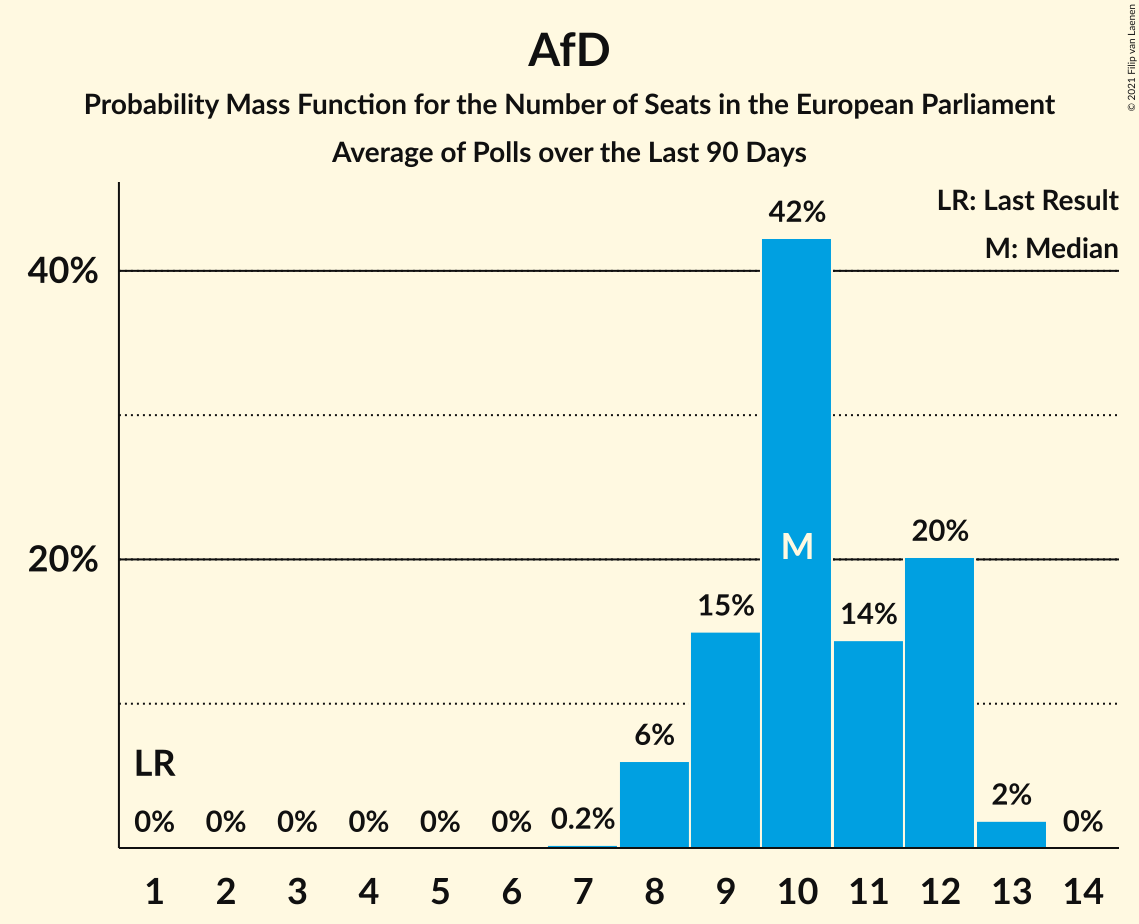 AfD
Probability Mass Function for the Number of Seats in the European Parliament
Average of Polls over the Last 90 Days
© 2021 Filip van Laenen
LR: Last Result
M: Median
40%
20%
42%
M
20%
15%
14%
6%
2%
LR
0%
0%
0%
0%
0%
0%
0.2%
0%
1 2 3 4 5 6 7 8 9 10 11 12 13 14